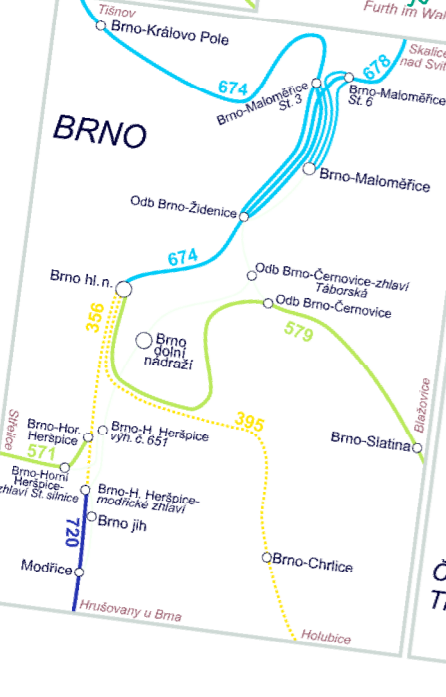 Tišnov
Furth im Wal
Brno-Královo Pole
Skalice
nad Svit
678
674
Brno-Maloměřice
St. 3
Brno-Maloměřice
St. 6
BRNO
Brno-Maloměřice
Odb Brno-Židenice
674
Brno hl. n.
Odb Brno-Černovice-zhlaví
Táborská
Odb Brno-Černovice
356
579
Brno
dolní
nádraží
Blažovice
395
Střelice
Brno-Hor.
Heršpice
Brno-H. Heršpice
výh. č. 651
Brno-Slatina
571
Brno-Horní
Heršpice-
zhlaví St. silnice
Brno-H. Heršpice-
modřické zhlaví
720
Brno jih
Modřice
Brno-Chrlice
Hrušovany u Brna
Holubice